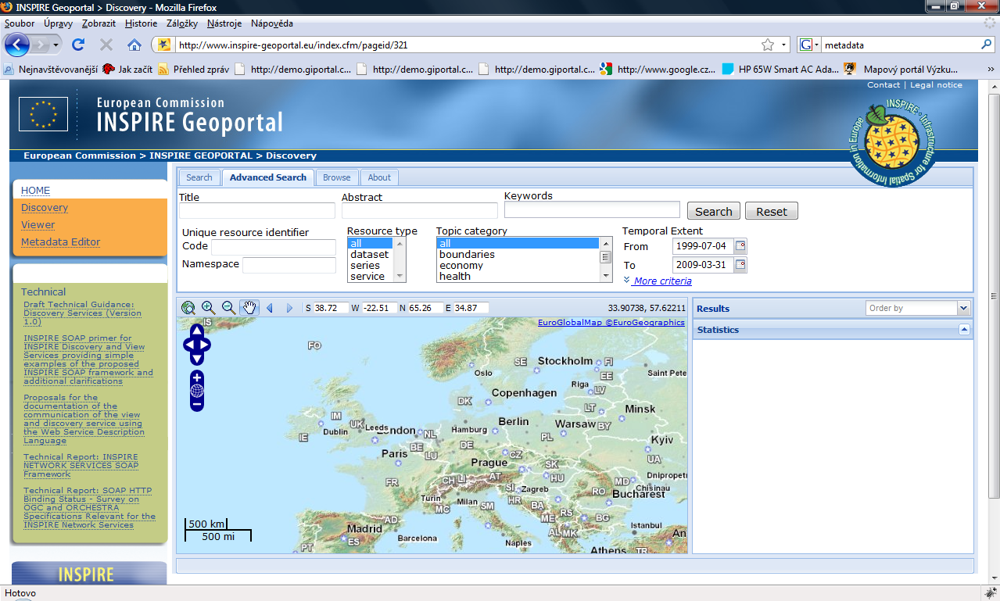 INSPIRE Geoportal > Discovery - Mozilla Firefox
Soubor Úpravy Zobrazit Historie Záložky Nástroje Nápověda
http://www.inspire-geoportal.eu/index.cfm/pageid/321
metadata
Nejnavštěvovanější Jak začít Přehled zpráv http://demo.giportal.c... http://demo.giportal.c... http://demo.giportal.c... http://www.google.cz... HP 65W Smart AC Ada... Mapový portál Výzku... »
Contact | Legal notice
European Commission
INSPIRE Geoportal
INSPIRE - Infrastructure for Spatial Information in Europe
European Commission > INSPIRE GEOPORTAL > Discovery
HOME
Discovery
Viewer
Metadata Editor
Technical
Draft Technical Guidance:
Discovery Services (Version
1.0)
INSPIRE SOAP primer for
INSPIRE Discovery and View
Services providing simple
examples of the proposed
INSPIRE SOAP framework and
additional clarifications
Proposals for the
documentation of the
communication of the view
and discovery service using
the Web Service Description
Language
Technical Report: INSPIRE
NETWORK SERVICES SOAP
Framework
Technical Report: SOAP HTTP
Binding Status - Survey on
OGC and ORCHESTRA
Specifications Relevant for the
INSPIRE Network Services
INSPIRE
Search Advanced Search Browse About
Title Abstract Keywords
Search Reset
Unique resource identifier
Code
Namespace
Resource type
all
dataset
series
service
Topic category
all
boundaries
economy
health
Temporal Extent
From 1999-07-04
To 2009-03-31
More criteria
S 38.72 W -22.51 N 65.26 E 34.87
33.90738, 57.62211
EuroGlobalMap ©EuroGeographics
IS
FO
SE Stockholm FI
Oslo
EE
Saint Pete
Riga LV
Copenhagen
DK
LT
Minsk
IM
Dublin
UK Leeds
London
NL
Hamburg
Berlin
Warsaw BY
IE
BE
DE
PL
Kyiv
Paris
LU
Prague
CZ
UA
SK
FR
CH LI
AT
HU
MD
Dnipropetr
Chisinau
Turin
Milan
SI
Zagreb
RO
Bucharest
MC
SM
HR
BA
RS
Madrid
AD
ME
BG
ES
Barcelona
AL MK
Istanbul
PT
Naples
An
Athens
TR
500 km
500 mi
Results
Order by
Statistics
Hotovo